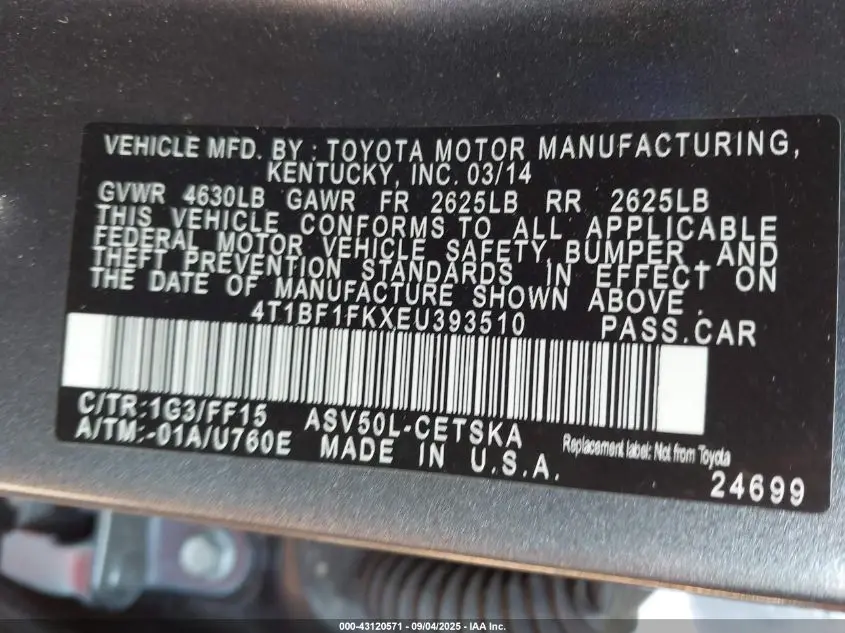 VEHICLE MFD. BY : TOYOTA MOTOR MANUFACTURING,
KENTUCKY, INC. 03/14
GVWR 4630LB GAWR FR 2625LB RR 2625LB
THIS VEHICLE CONFORMS TO ALL APPLICABLE
FEDERAL MOTOR VEHICLE SAFETY, BUMPER, AND
THEFT PREVENTION STANDARDS IN EFFECT ON
THE DATE OF MANUFACTURE SHOWN ABOVE.
4T1BF1FKXEU393510 PASS.CAR
C/TR:1G3/FF15 ASV50L-CETSKA
A/TM:-01A/U760E MADE IN U.S.A.
Replacement label: Not from Toyota
24699
000-43120571 - 09/04/2025 - IAA Inc.